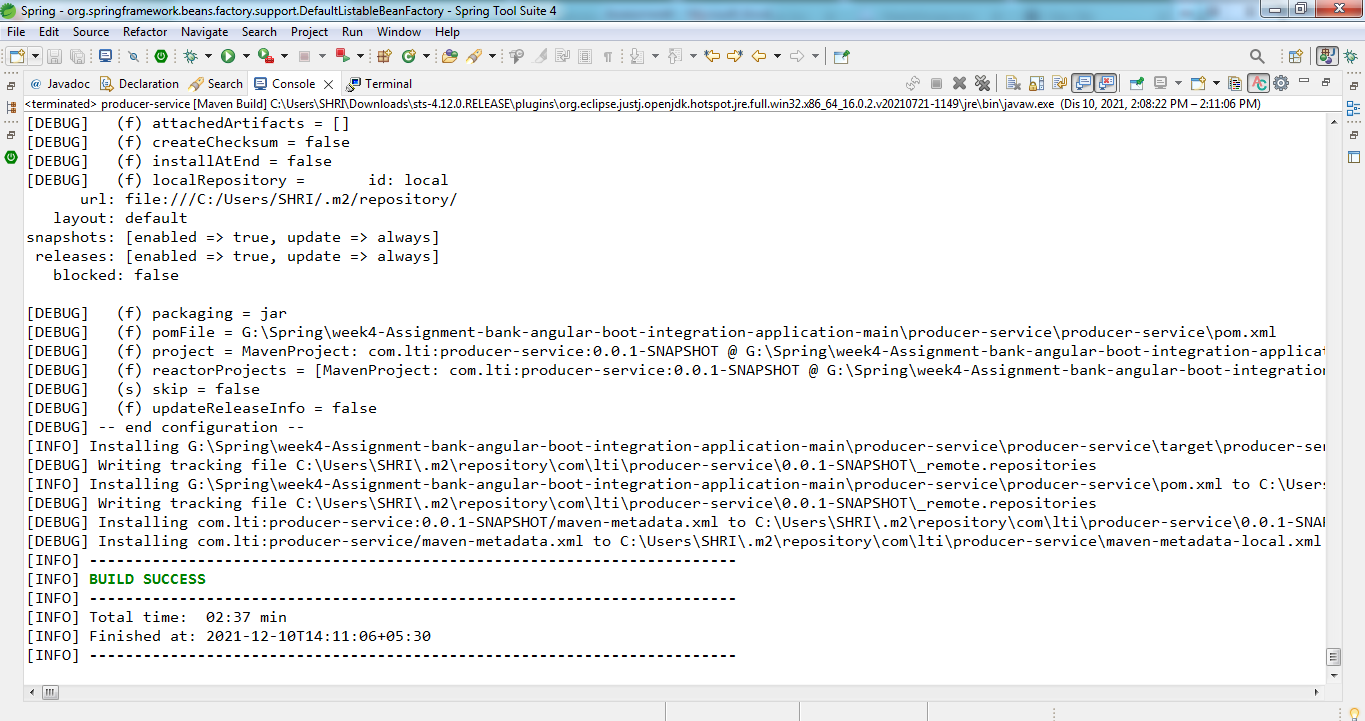 Spring - org.springframework.beans.factory.support.DefaultListableBeanFactory - Spring Tool Suite 4
File Edit Source Refactor Navigate Search Project Run Window Help
@ Javadoc Declaration Search Console Terminal
<terminated> producer-service [Maven Build] C:\Users\SHRI\Downloads\sts-4.12.0.RELEASE\plugins\org.eclipse.justj.openjdk.hotspot.jre.full.win32.x86_64_16.0.2.v20210721-1149\jre\bin\javaw.exe (Dis 10, 2021, 2:08:22 PM – 2:11:06 PM)
[DEBUG]   (f) attachedArtifacts = []
[DEBUG]   (f) createChecksum = false
[DEBUG]   (f) installAtEnd = false
[DEBUG]   (f) localRepository =       id: local
      url: file:///C:/Users/SHRI/.m2/repository/
   layout: default
snapshots: [enabled => true, update => always]
 releases: [enabled => true, update => always]
   blocked: false
[DEBUG]   (f) packaging = jar
[DEBUG]   (f) pomFile = G:\Spring\week4-Assignment-bank-angular-boot-integration-application-main\producer-service\producer-service\pom.xml
[DEBUG]   (f) project = MavenProject: com.lti:producer-service:0.0.1-SNAPSHOT @ G:\Spring\week4-Assignment-bank-angular-boot-integration-applicat
[DEBUG]   (f) reactorProjects = [MavenProject: com.lti:producer-service:0.0.1-SNAPSHOT @ G:\Spring\week4-Assignment-bank-angular-boot-integration
[DEBUG]   (s) skip = false
[DEBUG]   (f) updateReleaseInfo = false
[DEBUG] -- end configuration --
[INFO] Installing G:\Spring\week4-Assignment-bank-angular-boot-integration-application-main\producer-service\producer-service\target\producer-ser
[DEBUG] Writing tracking file C:\Users\SHRI\.m2\repository\com\lti\producer-service\0.0.1-SNAPSHOT\_remote.repositories
[INFO] Installing G:\Spring\week4-Assignment-bank-angular-boot-integration-application-main\producer-service\producer-service\pom.xml to C:\Users
[DEBUG] Writing tracking file C:\Users\SHRI\.m2\repository\com\lti\producer-service\0.0.1-SNAPSHOT\_remote.repositories
[DEBUG] Installing com.lti:producer-service:0.0.1-SNAPSHOT/maven-metadata.xml to C:\Users\SHRI\.m2\repository\com\lti\producer-service\0.0.1-SNAP
[DEBUG] Installing com.lti:producer-service/maven-metadata.xml to C:\Users\SHRI\.m2\repository\com\lti\producer-service\maven-metadata-local.xml
[INFO] ------------------------------------------------------------------------
[INFO] BUILD SUCCESS
[INFO] ------------------------------------------------------------------------
[INFO] Total time:  02:37 min
[INFO] Finished at: 2021-12-10T14:11:06+05:30
[INFO] ------------------------------------------------------------------------